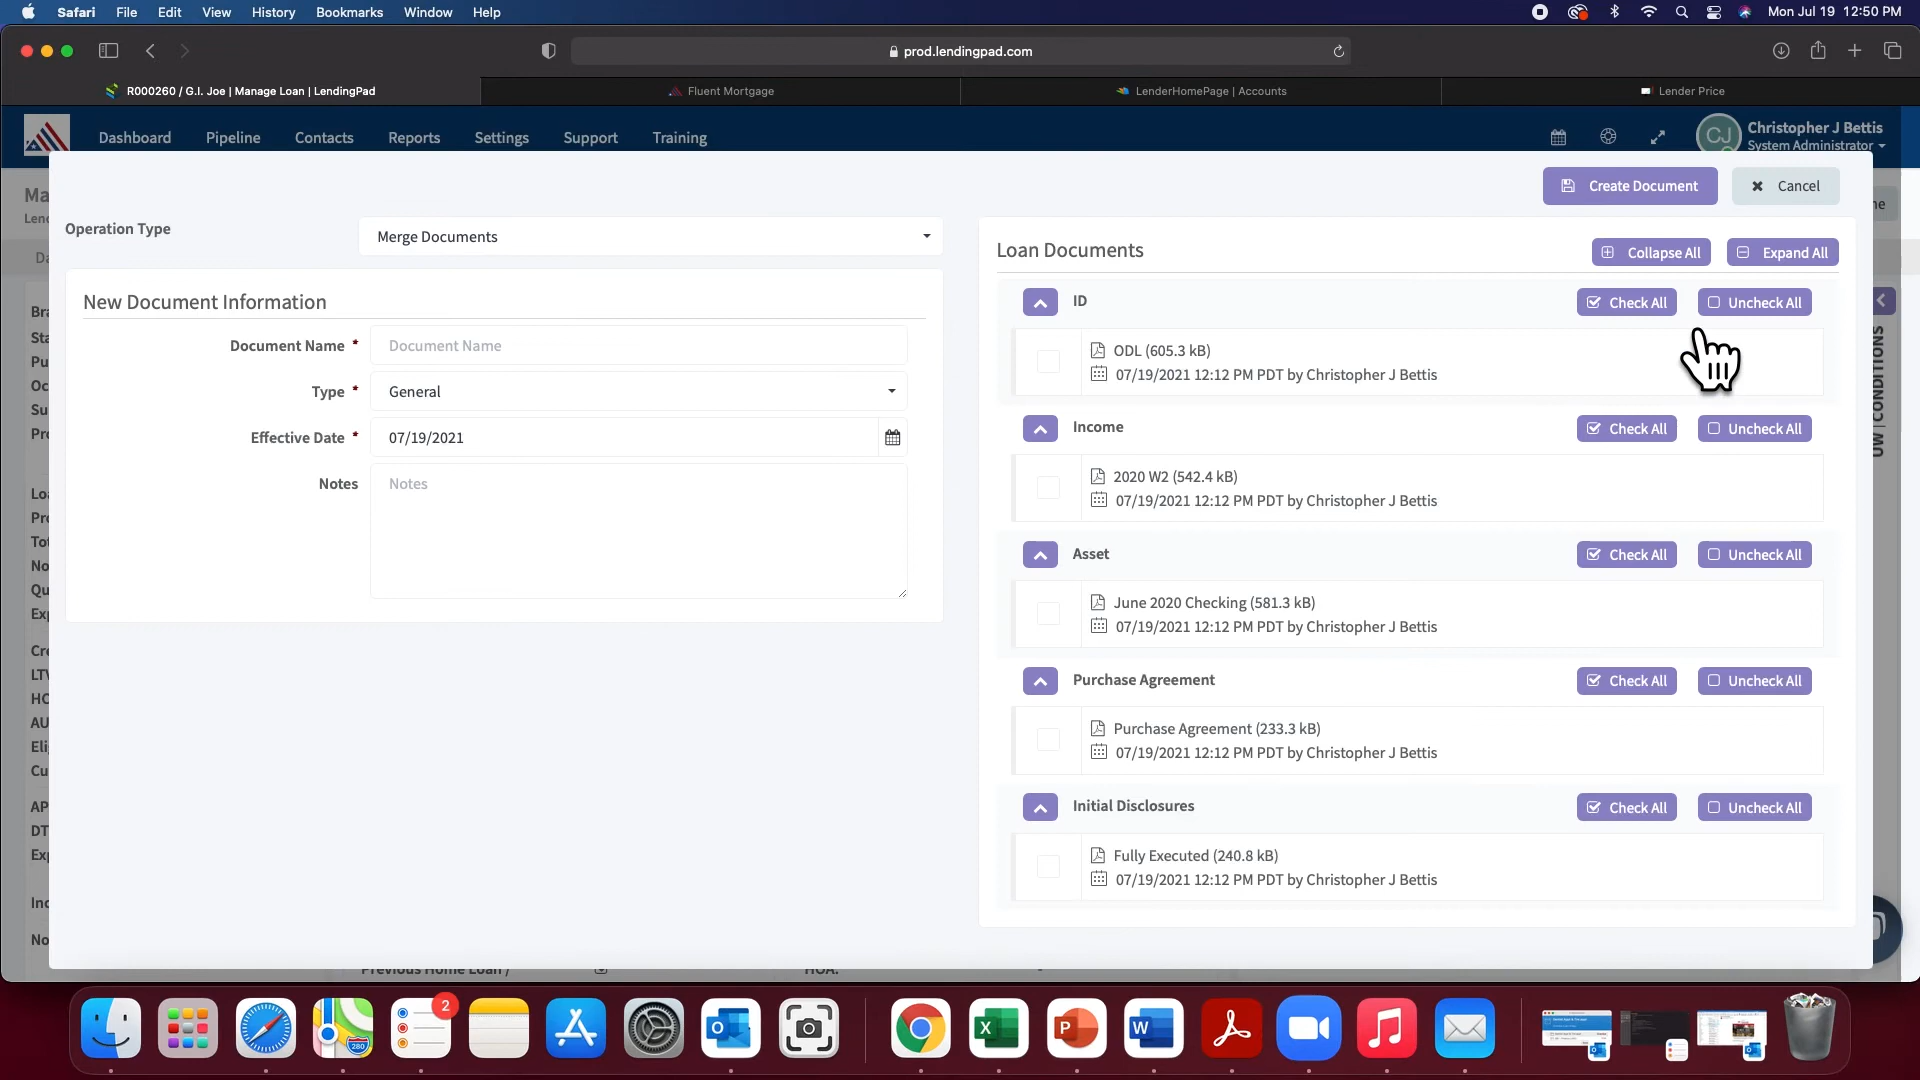 Safari File Edit View History Bookmarks Window Help
Mon Jul 19 12:50 PM
prod.lendingpad.com
R000260 / G.I. Joe | Manage Loan | LendingPad
Fluent Mortgage
LenderHomePage | Accounts
Lender Price
Dashboard Pipeline Contacts Reports Settings Support Training
CJ
Christopher J Bettis
System Administrator
Create Document
Cancel
Operation Type
Merge Documents
New Document Information
Document Name *
Document Name
Type *
General
Effective Date *
07/19/2021
Notes
Notes
Loan Documents
Collapse All
Expand All
ID
Check All
Uncheck All
ODL (605.3 kB)
07/19/2021 12:12 PM PDT by Christopher J Bettis
Income
Check All
Uncheck All
2020 W2 (542.4 kB)
07/19/2021 12:12 PM PDT by Christopher J Bettis
Asset
Check All
Uncheck All
June 2020 Checking (581.3 kB)
07/19/2021 12:12 PM PDT by Christopher J Bettis
Purchase Agreement
Check All
Uncheck All
Purchase Agreement (233.3 kB)
07/19/2021 12:12 PM PDT by Christopher J Bettis
Initial Disclosures
Check All
Uncheck All
Fully Executed (240.8 kB)
07/19/2021 12:12 PM PDT by Christopher J Bettis
UW | CONDITIONS
2